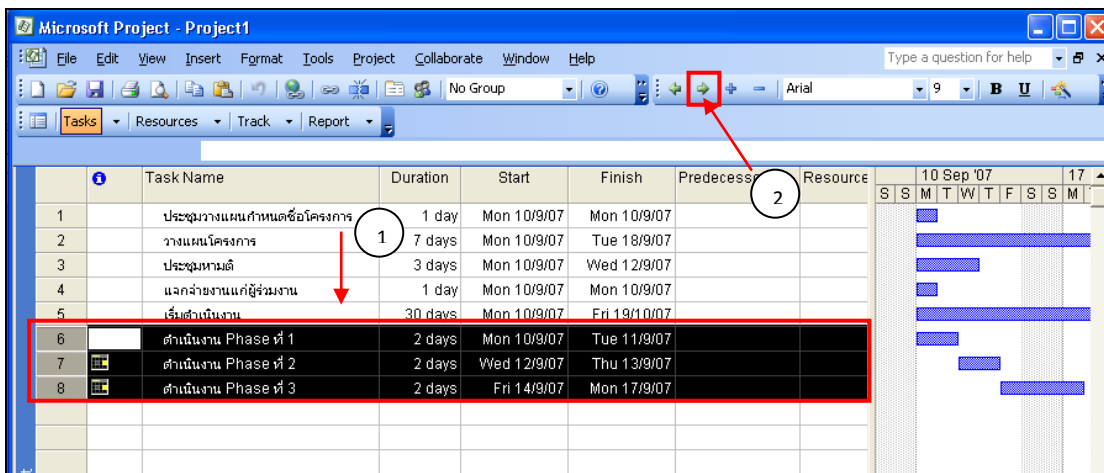 Microsoft Project - Project1
File Edit View Insert Format Tools Project Collaborate Window Help Type a question for help
No Group Arial 9 B U
Tasks Resources Track Report
Task Name Duration Start Finish Predecesso Resource 10 Sep '07 17
S S M T W T F S S M
2
1 ประชุมวางแผนกำหนดชื่อโครงการ 1 day Mon 10/9/07 Mon 10/9/07
1
2 วางแผนโครงการ 7 days Mon 10/9/07 Tue 18/9/07
3 ประชุมหามติ 3 days Mon 10/9/07 Wed 12/9/07
4 แจกจ่ายงานแก่ผู้ร่วมงาน 1 day Mon 10/9/07 Mon 10/9/07
5 เริ่มดำเนินงาน 30 days Mon 10/9/07 Fri 19/10/07
6 ดำเนินงาน Phase ที่ 1 2 days Mon 10/9/07 Tue 11/9/07
7 ดำเนินงาน Phase ที่ 2 2 days Wed 12/9/07 Thu 13/9/07
8 ดำเนินงาน Phase ที่ 3 2 days Fri 14/9/07 Mon 17/9/07